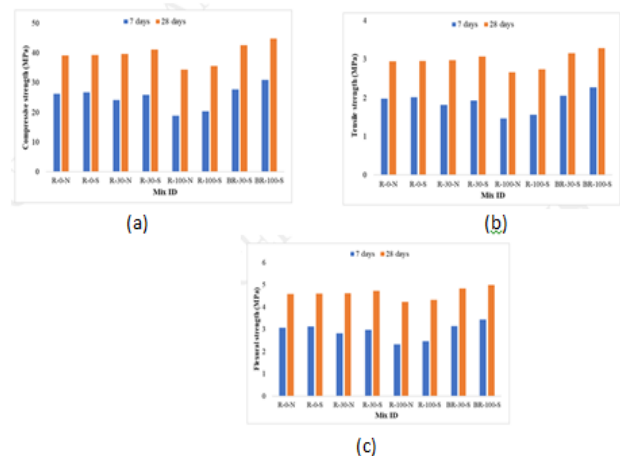 7 days 28 days
Compressive strength (MPa)
50
40
30
20
10
0
R-0-N R-0-S R-30-N R-30-S R-100-N R-100-S BR-30-S BR-100-S
Mix ID
(a)
7 days 28 days
Tensile strength (MPa)
4
3
2
1
0
R-0-N R-0-S R-30-N R-30-S R-100-N R-100-S BR-30-S BR-100-S
Mix ID
(b)
7 days 28 days
Flexural strength (MPa)
6
5
4
3
2
1
0
R-0-N R-0-S R-30-N R-30-S R-100-N R-100-S BR-30-S BR-100-S
Mix ID
(c)